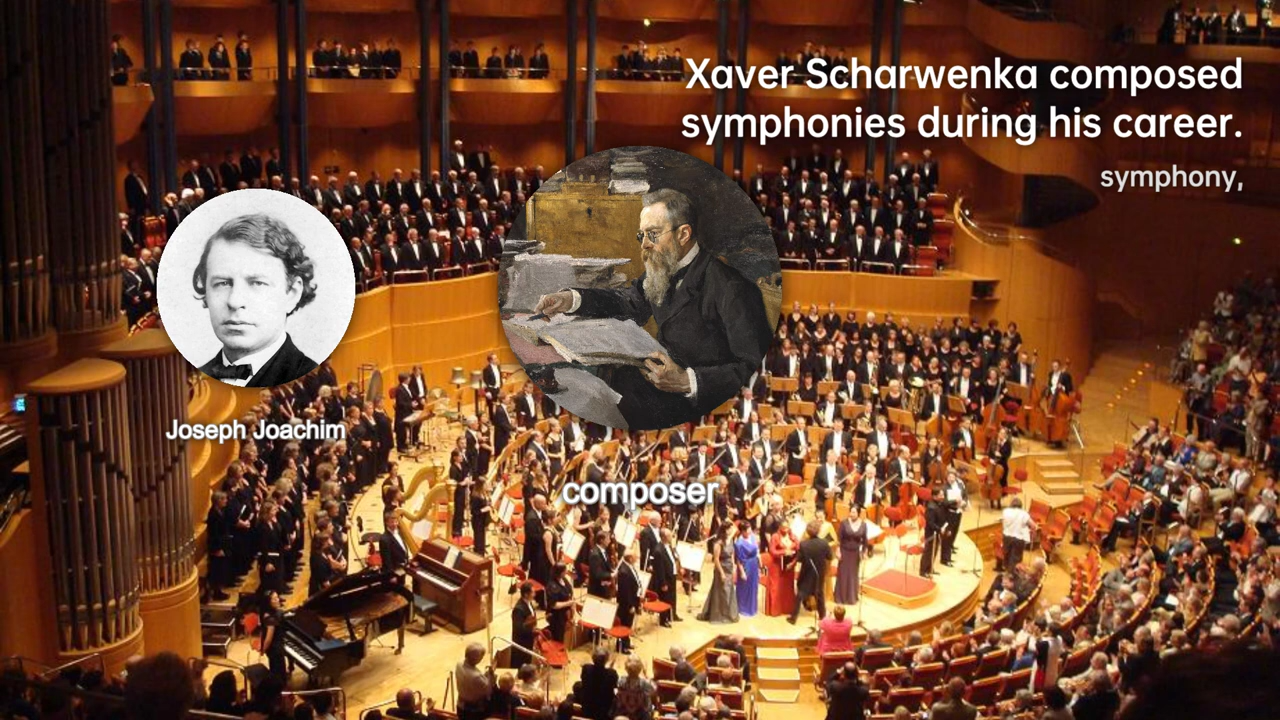 Xaver Scharwenka composed
symphonies during his career.
symphony,
Joseph Joachim
composer